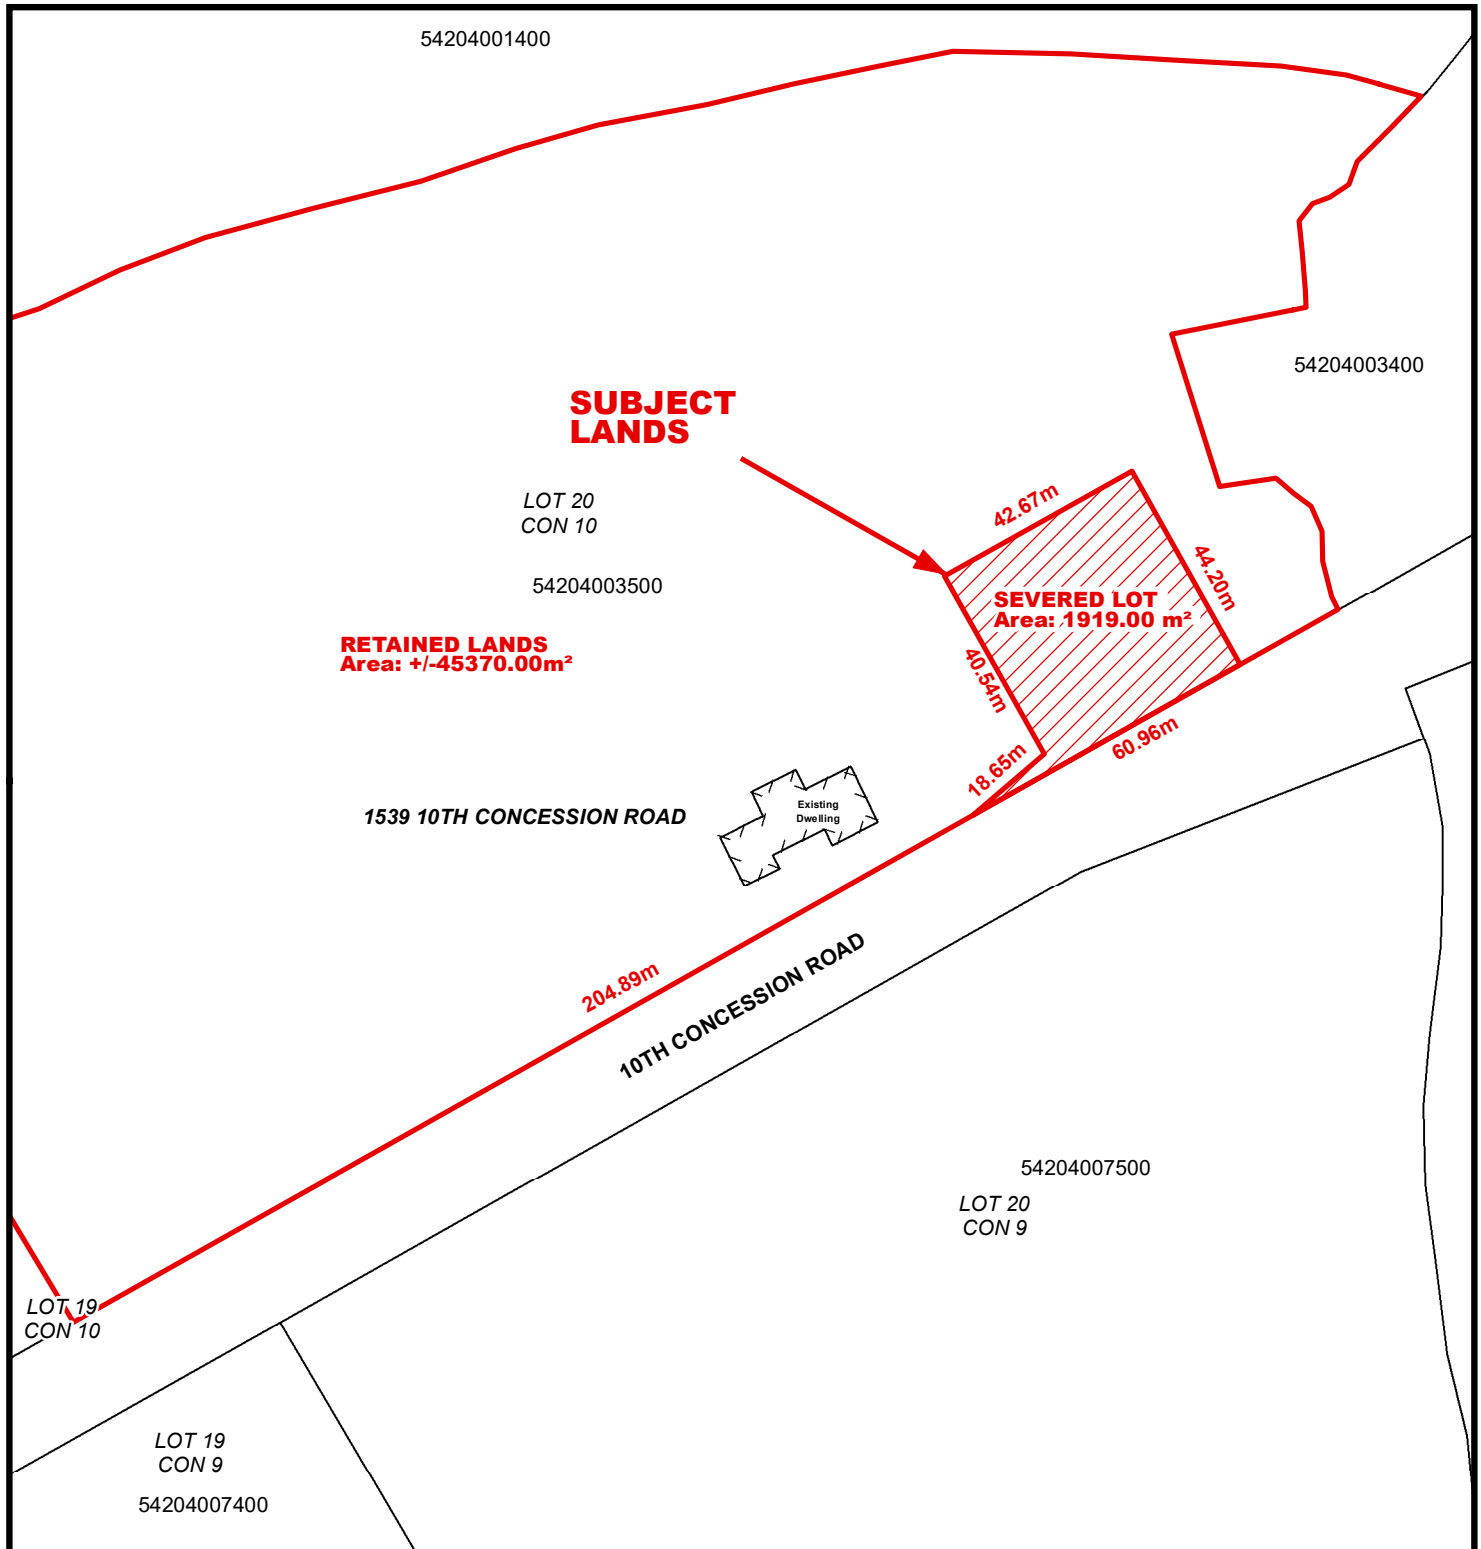 54204001400
54204003400
SUBJECT
LANDS
LOT 20
CON 10
54204003500
RETAINED LANDS
Area: +/-45370.00m²
42.67m
44.20m
SEVERED LOT
Area: 1919.00 m²
40.54m
60.96m
18.65m
1539 10TH CONCESSION ROAD
Existing
Dwelling
204.89m
10TH CONCESSION ROAD
54204007500
LOT 20
CON 9
LOT 19
CON 10
LOT 19
CON 9
54204007400